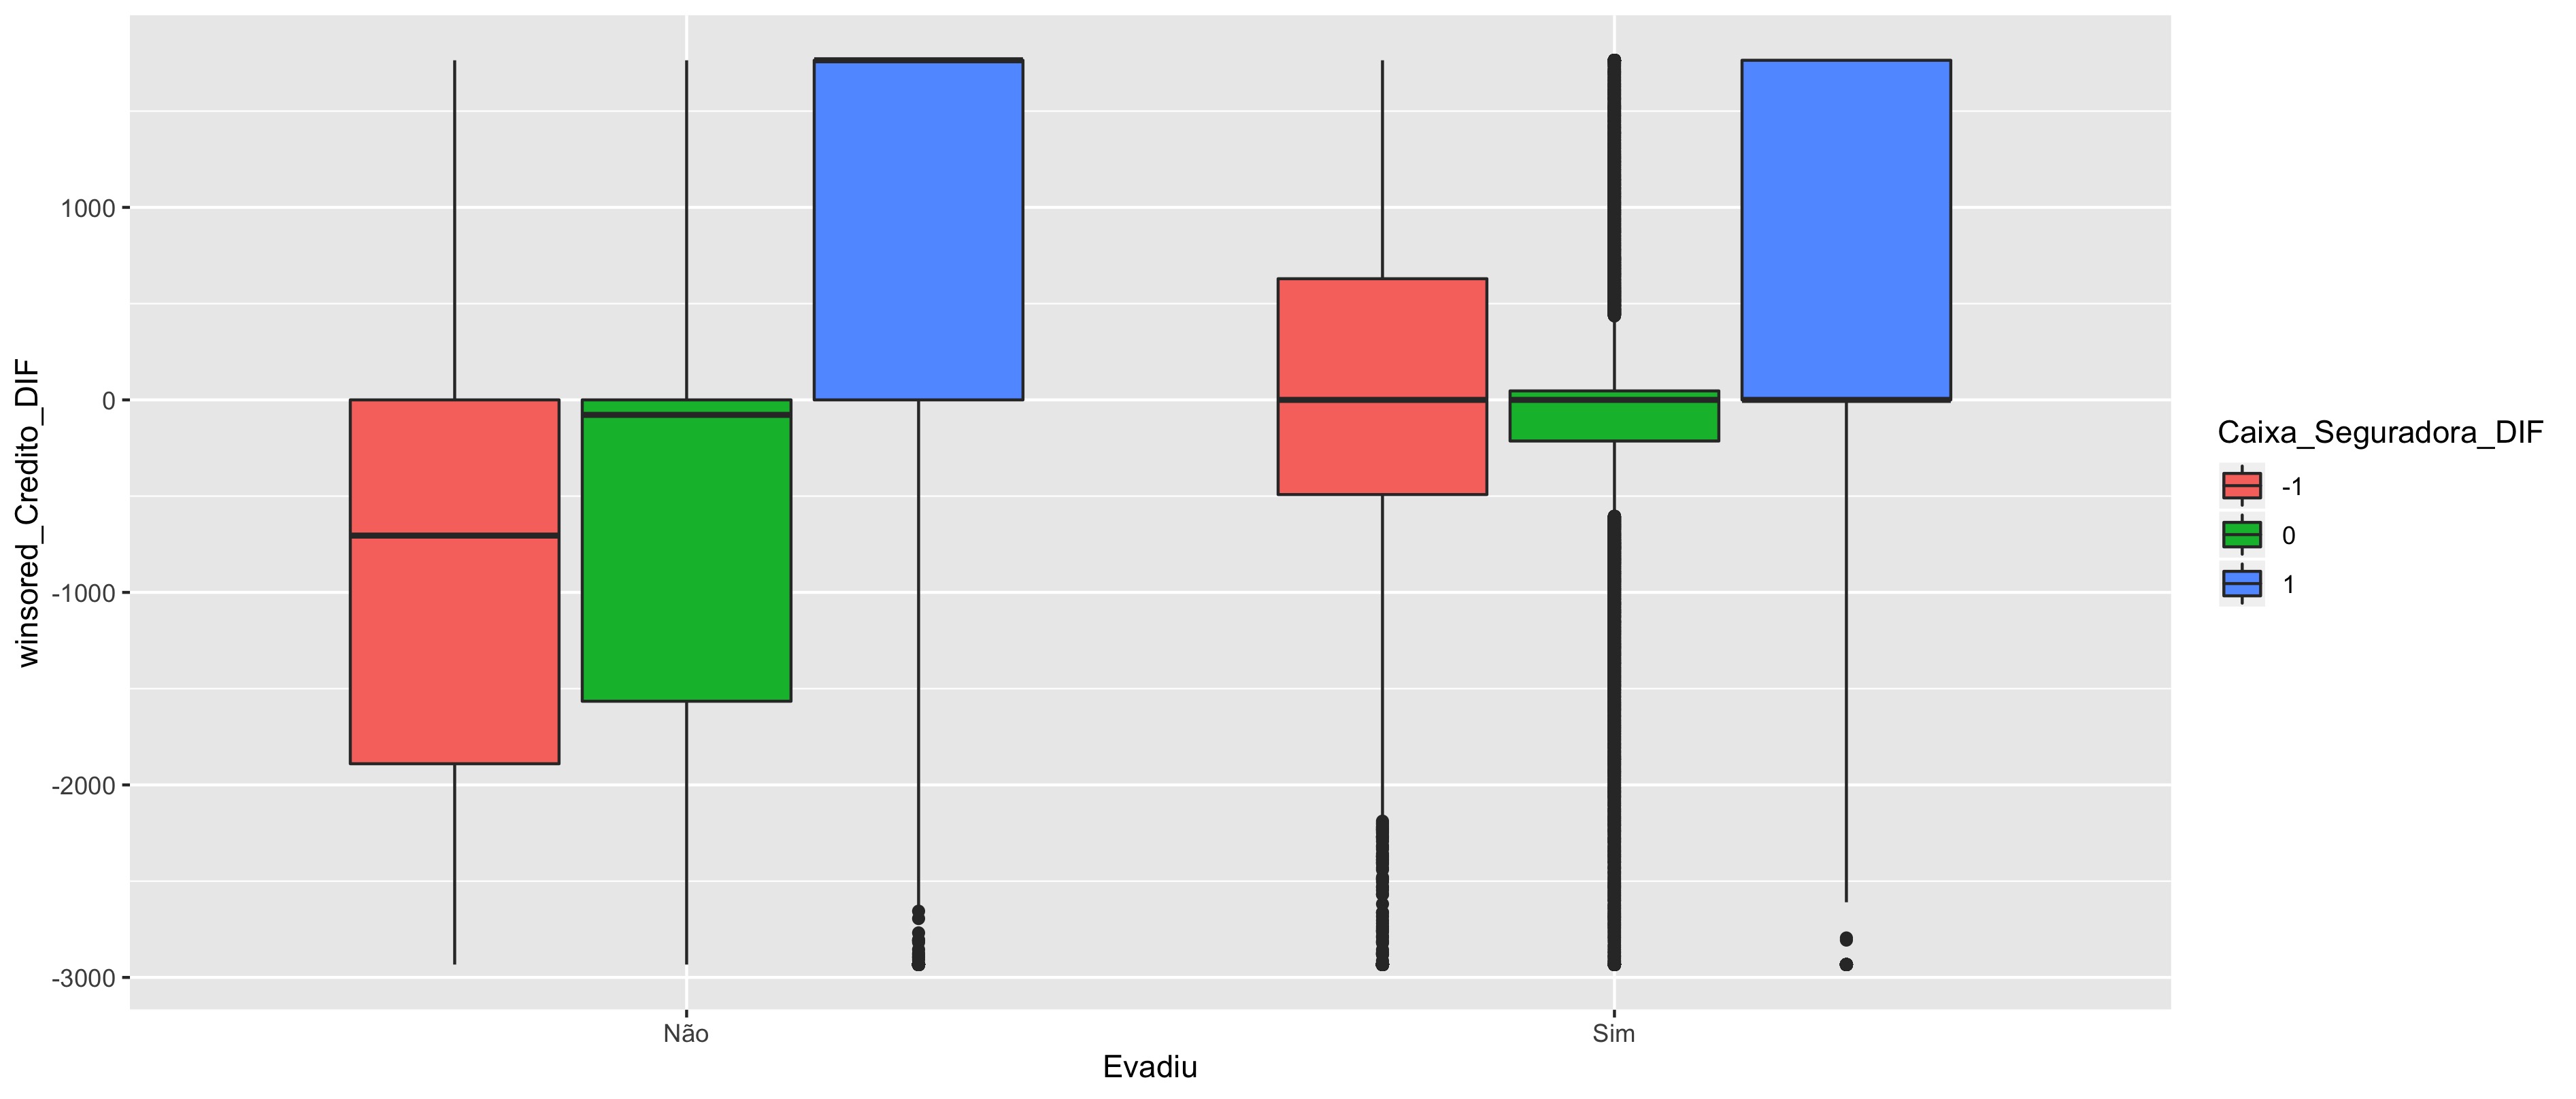 winsored_Credito_DIF
1000
0
-1000
-2000
-3000
Não
Sim
Evadiu
Caixa_Seguradora_DIF
-1
0
1